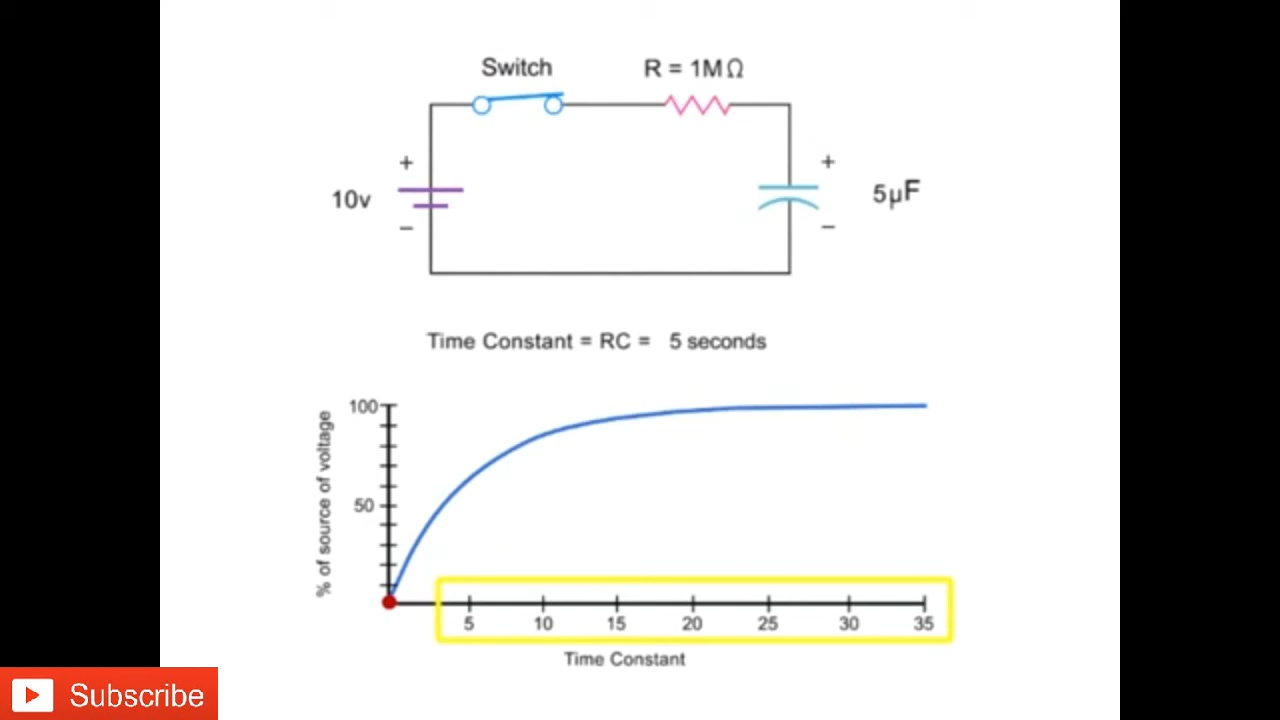 Switch
R = 1MΩ
+
+
10v
5μF
−
−
Time Constant = RC = 5 seconds
% of source of voltage
100
50
5 10 15 20 25 30 35
Time Constant
Subscribe